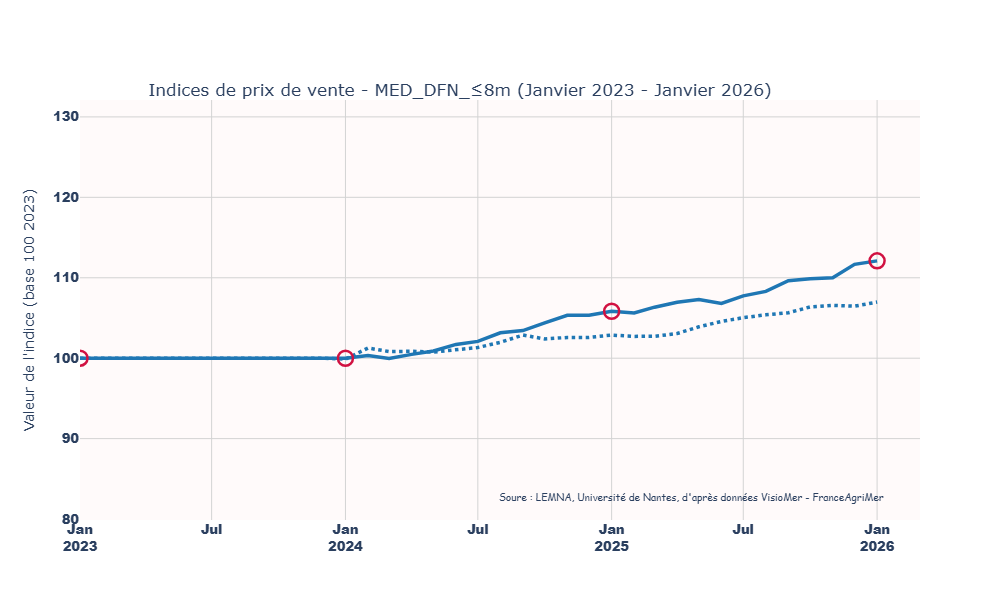 Indices de prix de vente - MED_DFN_≤8m (Janvier 2023 - Janvier 2026)
Valeur de l'indice (base 100 2023)
130
120
110
100
90
80
Soure : LEMNA, Université de Nantes, d'après données VisioMer - FranceAgriMer
Jan
2023
Jul
Jan
2024
Jul
Jan
2025
Jul
Jan
2026